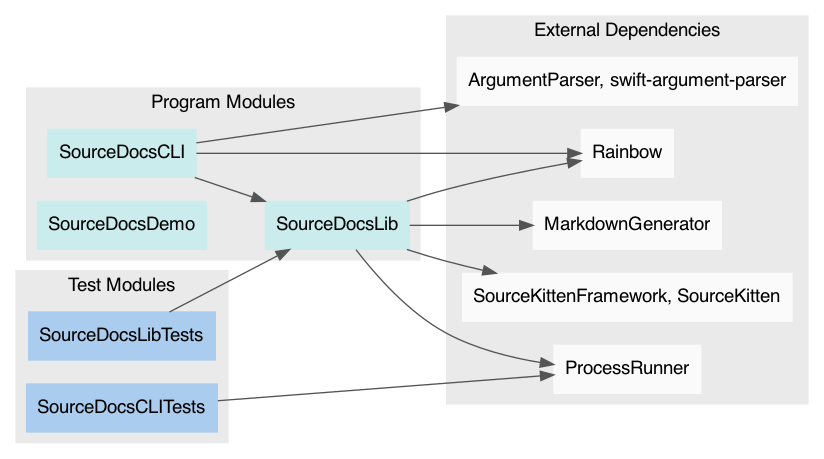 External Dependencies
ArgumentParser, swift-argument-parser
Program Modules
SourceDocsCLI
Rainbow
SourceDocsDemo
SourceDocsLib
MarkdownGenerator
Test Modules
SourceKittenFramework, SourceKitten
SourceDocsLibTests
ProcessRunner
SourceDocsCLITests